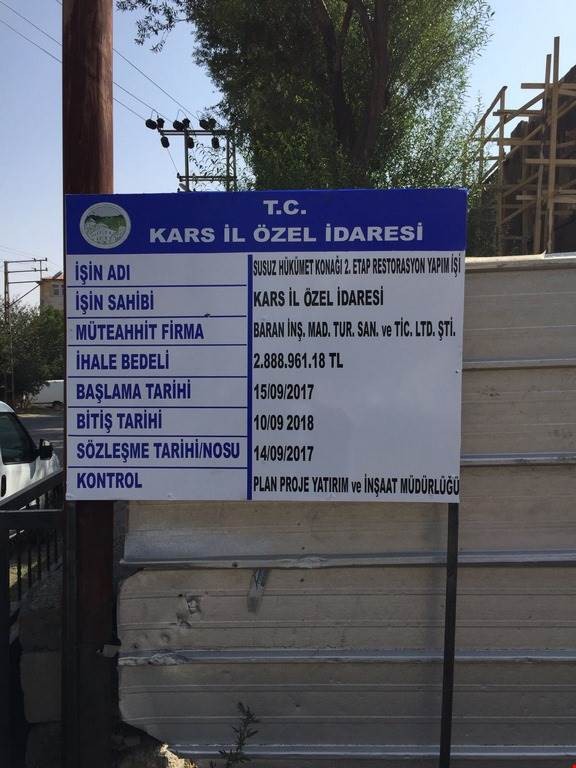 T.C.
KARS İL ÖZEL İDARESİ
İŞİN ADI SUSUZ HÜKÜMET KONAĞI 2. ETAP RESTORASYON YAPIM İŞİ
İŞİN SAHİBİ KARS İL ÖZEL İDARESİ
MÜTEAHHİT FİRMA BARAN İNŞ. MAD. TUR. SAN. ve TİC. LTD. ŞTİ.
İHALE BEDELİ 2.888.961.18 TL
BAŞLAMA TARİHİ 15/09/2017
BİTİŞ TARİHİ 10/09 2018
SÖZLEŞME TARİHİ/NOSU 14/09/2017
KONTROL PLAN PROJE YATIRIM ve İNŞAAT MÜDÜRLÜĞÜ